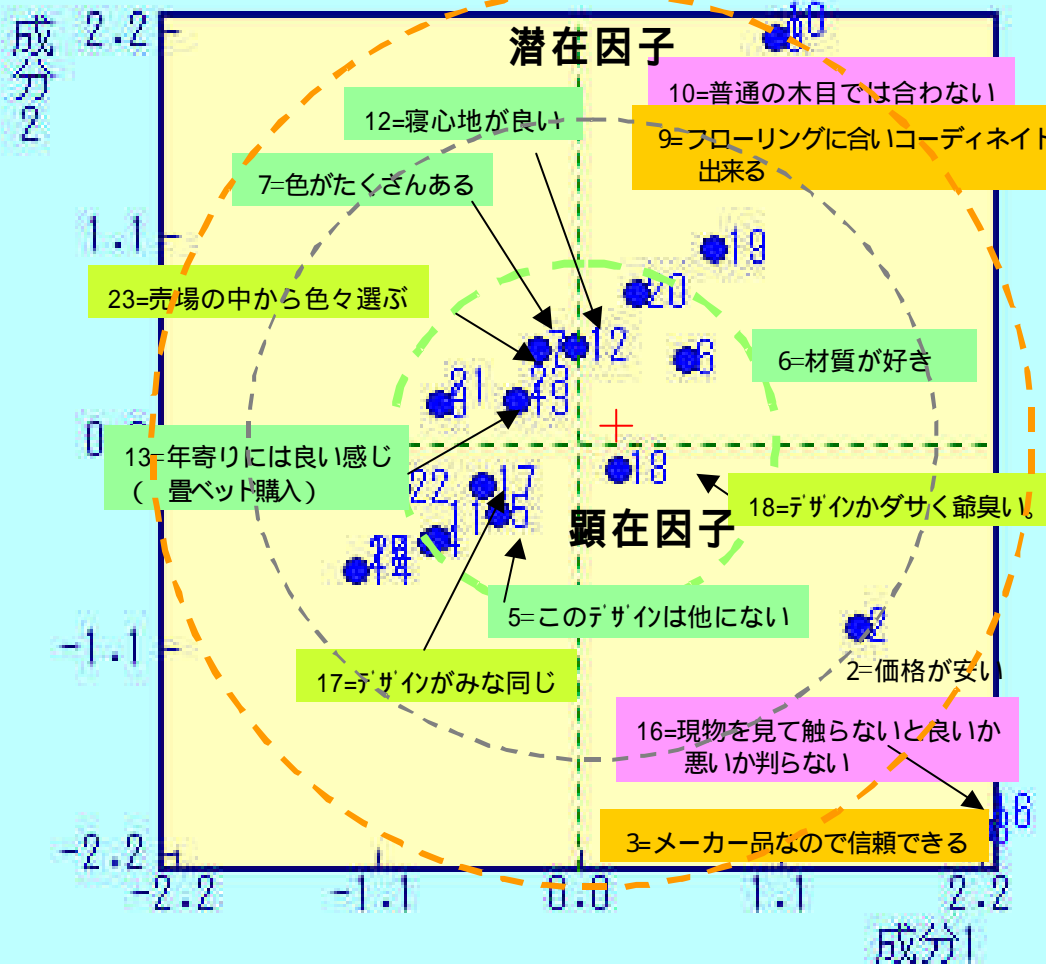 成分2
2.2
潜在因子
10
10=普通の木目では合わない
12=寝心地が良い
9=フローリングに合いコーディネイト
出来る
7=色がたくさんある
1.1
19
23=売場の中から色々選ぶ
20
7
12
6
6=材質が好き
21
13=年寄りには良い感じ
( 畳ベッド購入)
18
22
17
18=ﾃﾞｻﾞｲﾝかダサく爺臭い。
5
顕在因子
5=このﾃﾞｻﾞｲﾝは他にない
-1.1
2
2=価格が安い
17=ﾃﾞｻﾞｲﾝがみな同じ
16=現物を見て触らないと良いか
悪いか判らない
16
3=メーカー品なので信頼できる
-2.2
-2.2
-1.1
0.0
1.1
2.2
成分1